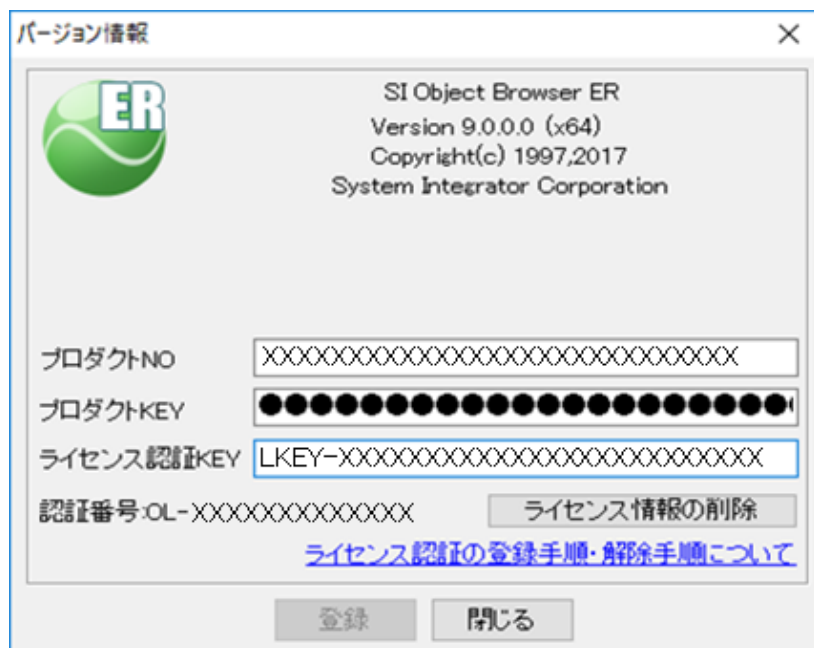 バージョン情報
ER
SI Object Browser ER
Version 9.0.0.0 (x64)
Copyright(c) 1997,2017
System Integrator Corporation
プロダクトNO XXXXXXXXXXXXXXXXXXXXXXXXXXXX
プロダクトKEY ●●●●●●●●●●●●●●●●●●●●●●
ライセンス認証KEY LKEY-XXXXXXXXXXXXXXXXXXXXXXXXX
認証番号:OL-XXXXXXXXXXXXX ライセンス情報の削除
ライセンス認証の登録手順・解除手順について
登録 閉じる